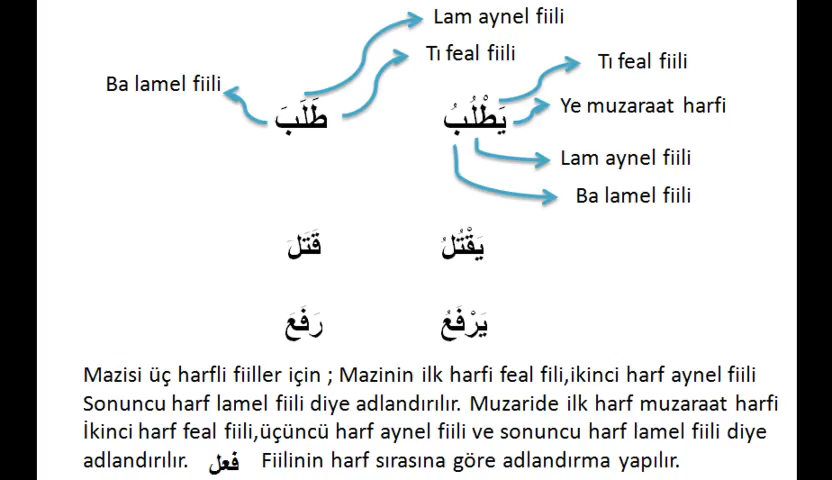 Lam aynel fiili
Tı feal fiili
Tı feal fiili
Ba lamel fiili
Ye muzaraat harfi
طَلَبَ
يَطْلُبُ
Lam aynel fiili
Ba lamel fiili
قَتَلَ
يَقْتُلُ
رَفَعَ
يَرْفَعُ
Mazisi üç harfli fiiller için ; Mazinin ilk harfi feal fili,ikinci harf aynel fiili
Sonuncu harf lamel fiili diye adlandırılır. Muzaride ilk harf muzaraat harfi
İkinci harf feal fiili,üçüncü harf aynel fiili ve sonuncu harf lamel fiili diye
adlandırılır. فعل Fiilinin harf sırasına göre adlandırma yapılır.